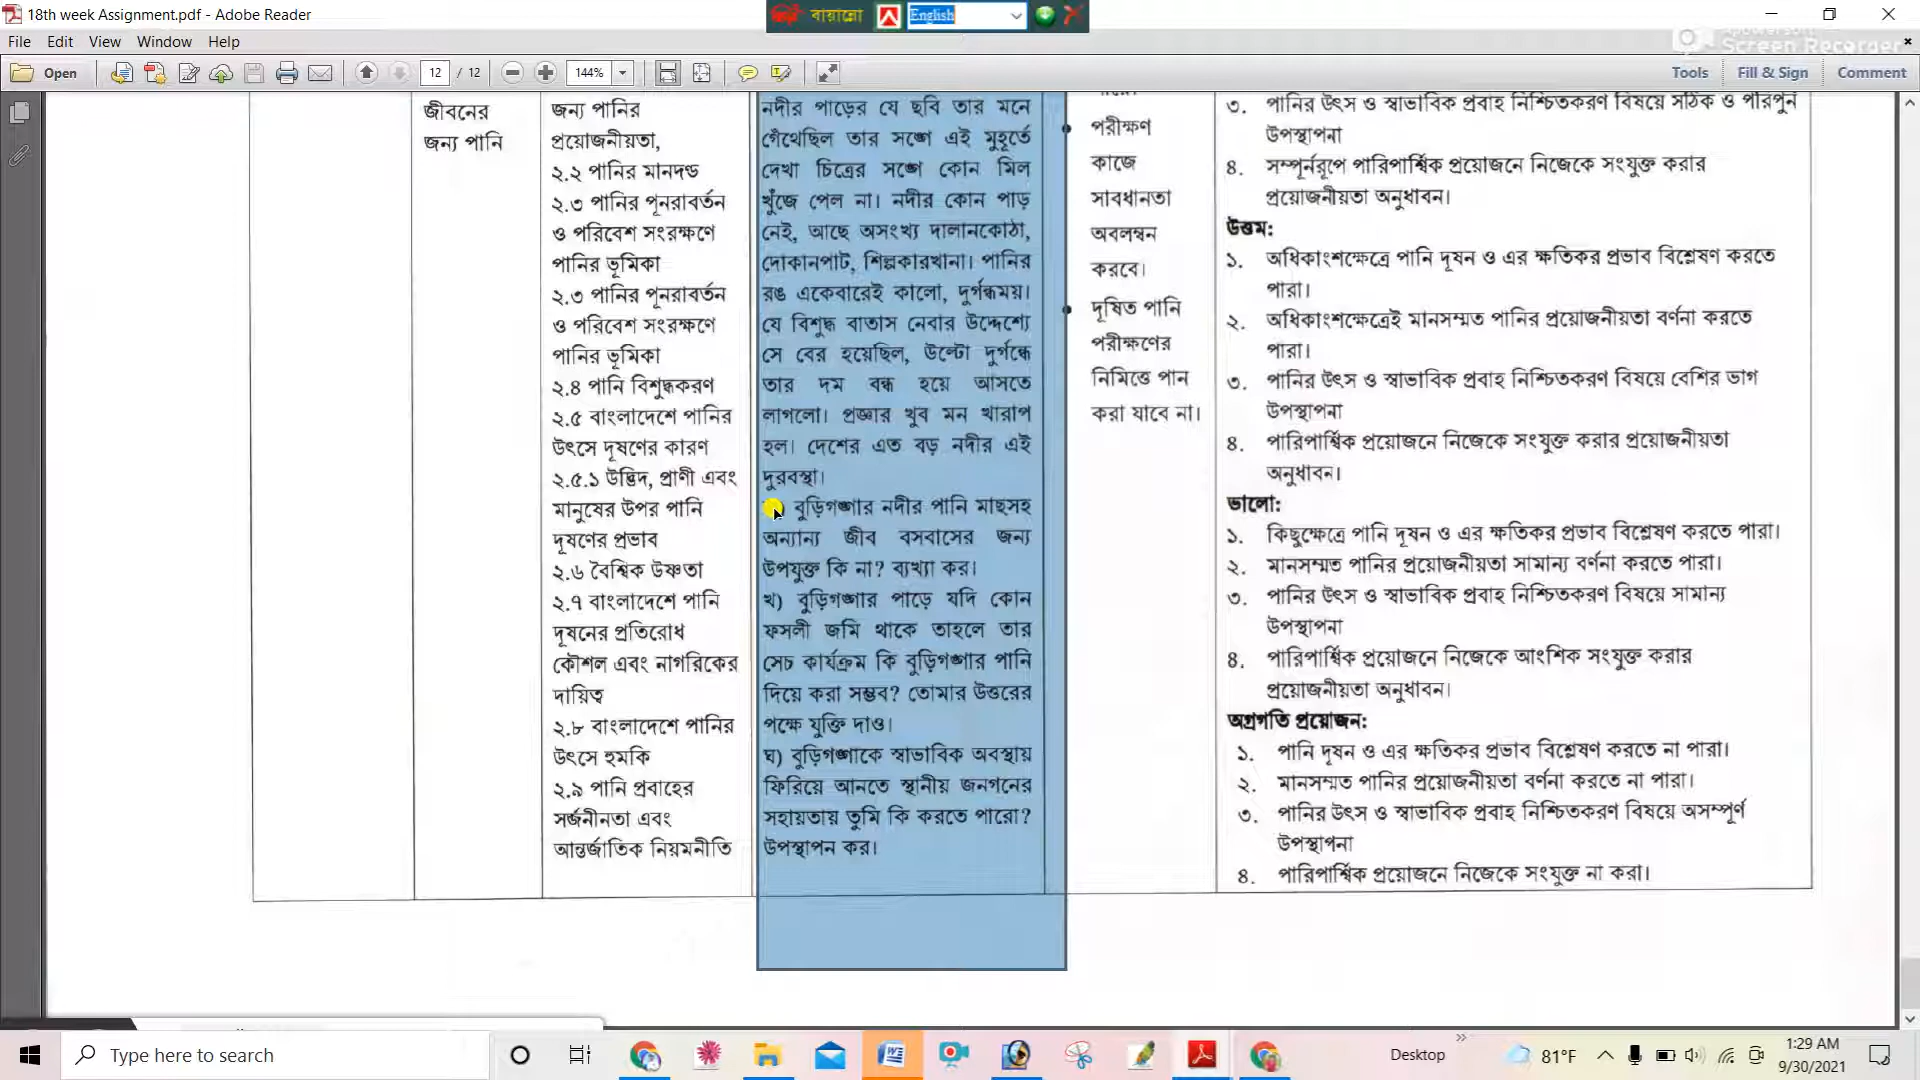 18th week Assignment.pdf - Adobe Reader
বায়ান্নো
English
File Edit View Window Help
Screen Recorder
Open
12 / 12
144%
Tools Fill & Sign Comment
জীবনের
জন্য পানি
জন্য পানির
প্রয়োজনীয়তা,
২.২ পানির মানদন্ড
২.৩ পানির পূনরাবর্তন
ও পরিবেশ সংরক্ষণে
পানির ভূমিকা
২.৩ পানির পূনরাবর্তন
ও পরিবেশ সংরক্ষণে
পানির ভূমিকা
২.৪ পানি বিশুদ্ধকরণ
২.৫ বাংলাদেশে পানির
উৎসে দূষণের কারণ
২.৫.১ উদ্ভিদ, প্রাণী এবং
মানুষের উপর পানি
দূষণের প্রভাব
২.৬ বৈশ্বিক উষ্ণতা
২.৭ বাংলাদেশে পানি
দূষনের প্রতিরোধ
কৌশল এবং নাগরিকের
দায়িত্ব
২.৮ বাংলাদেশে পানির
উৎসে হুমকি
২.৯ পানি প্রবাহের
সর্জনীনতা এবং
আন্তর্জাতিক নিয়মনীতি
নদীর পাড়ের যে ছবি তার মনে
গেঁথেছিল তার সঙ্গে এই মুহূর্তে
দেখা চিত্রের সঙ্গে কোন মিল
খুঁজে পেল না। নদীর কোন পাড়
নেই, আছে অসংখ্য দালানকোঠা,
দোকানপাট, শিল্পকারখানা। পানির
রঙ একেবারেই কালো, দুর্গন্ধময়।
যে বিশুদ্ধ বাতাস নেবার উদ্দেশ্যে
সে বের হয়েছিল, উল্টো দুর্গন্ধে
তার দম বন্ধ হয়ে আসতে
লাগলো। প্রজ্ঞার খুব মন খারাপ
হল। দেশের এত বড় নদীর এই
দুরবস্থা।
বুড়িগঙ্গার নদীর পানি মাছসহ
অন্যান্য জীব বসবাসের জন্য
উপযুক্ত কি না? ব্যখ্যা কর।
খ) বুড়িগঙ্গার পাড়ে যদি কোন
ফসলী জমি থাকে তাহলে তার
সেচ কার্যক্রম কি বুড়িগঙ্গার পানি
দিয়ে করা সম্ভব? তোমার উত্তরের
পক্ষে যুক্তি দাও।
ঘ) বুড়িগঙ্গাকে স্বাভাবিক অবস্থায়
ফিরিয়ে আনতে স্থানীয় জনগনের
সহায়তায় তুমি কি করতে পারো?
উপস্থাপন কর।
• পরীক্ষণ
কাজে
সাবধানতা
অবলম্বন
করবে।
• দূষিত পানি
পরীক্ষণের
নিমিত্তে পান
করা যাবে না।
৩. পানির উৎস ও স্বাভাবিক প্রবাহ নিশ্চিতকরণ বিষয়ে সঠিক ও পরিপুর্ন
উপস্থাপনা
৪. সম্পূর্নরূপে পারিপার্শ্বিক প্রয়োজনে নিজেকে সংযুক্ত করার
প্রয়োজনীয়তা অনুধাবন।
উত্তম:
১. অধিকাংশক্ষেত্রে পানি দূষন ও এর ক্ষতিকর প্রভাব বিশ্লেষণ করতে
পারা।
২. অধিকাংশক্ষেত্রেই মানসম্মত পানির প্রয়োজনীয়তা বর্ণনা করতে
পারা।
৩. পানির উৎস ও স্বাভাবিক প্রবাহ নিশ্চিতকরণ বিষয়ে বেশির ভাগ
উপস্থাপনা
৪. পারিপার্শ্বিক প্রয়োজনে নিজেকে সংযুক্ত করার প্রয়োজনীয়তা
অনুধাবন।
ভালো:
১. কিছুক্ষেত্রে পানি দূষন ও এর ক্ষতিকর প্রভাব বিশ্লেষণ করতে পারা।
২. মানসম্মত পানির প্রয়োজনীয়তা সামান্য বর্ণনা করতে পারা।
৩. পানির উৎস ও স্বাভাবিক প্রবাহ নিশ্চিতকরণ বিষয়ে সামান্য
উপস্থাপনা
৪. পারিপার্শ্বিক প্রয়োজনে নিজেকে আংশিক সংযুক্ত করার
প্রয়োজনীয়তা অনুধাবন।
অগ্রগতি প্রয়োজন:
১. পানি দূষন ও এর ক্ষতিকর প্রভাব বিশ্লেষণ করতে না পারা।
২. মানসম্মত পানির প্রয়োজনীয়তা বর্ণনা করতে না পারা।
৩. পানির উৎস ও স্বাভাবিক প্রবাহ নিশ্চিতকরণ বিষয়ে অসম্পূর্ণ
উপস্থাপনা
৪. পারিপার্শ্বিক প্রয়োজনে নিজেকে সংযুক্ত না করা।
Type here to search
Desktop
81°F
1:29 AM
9/30/2021